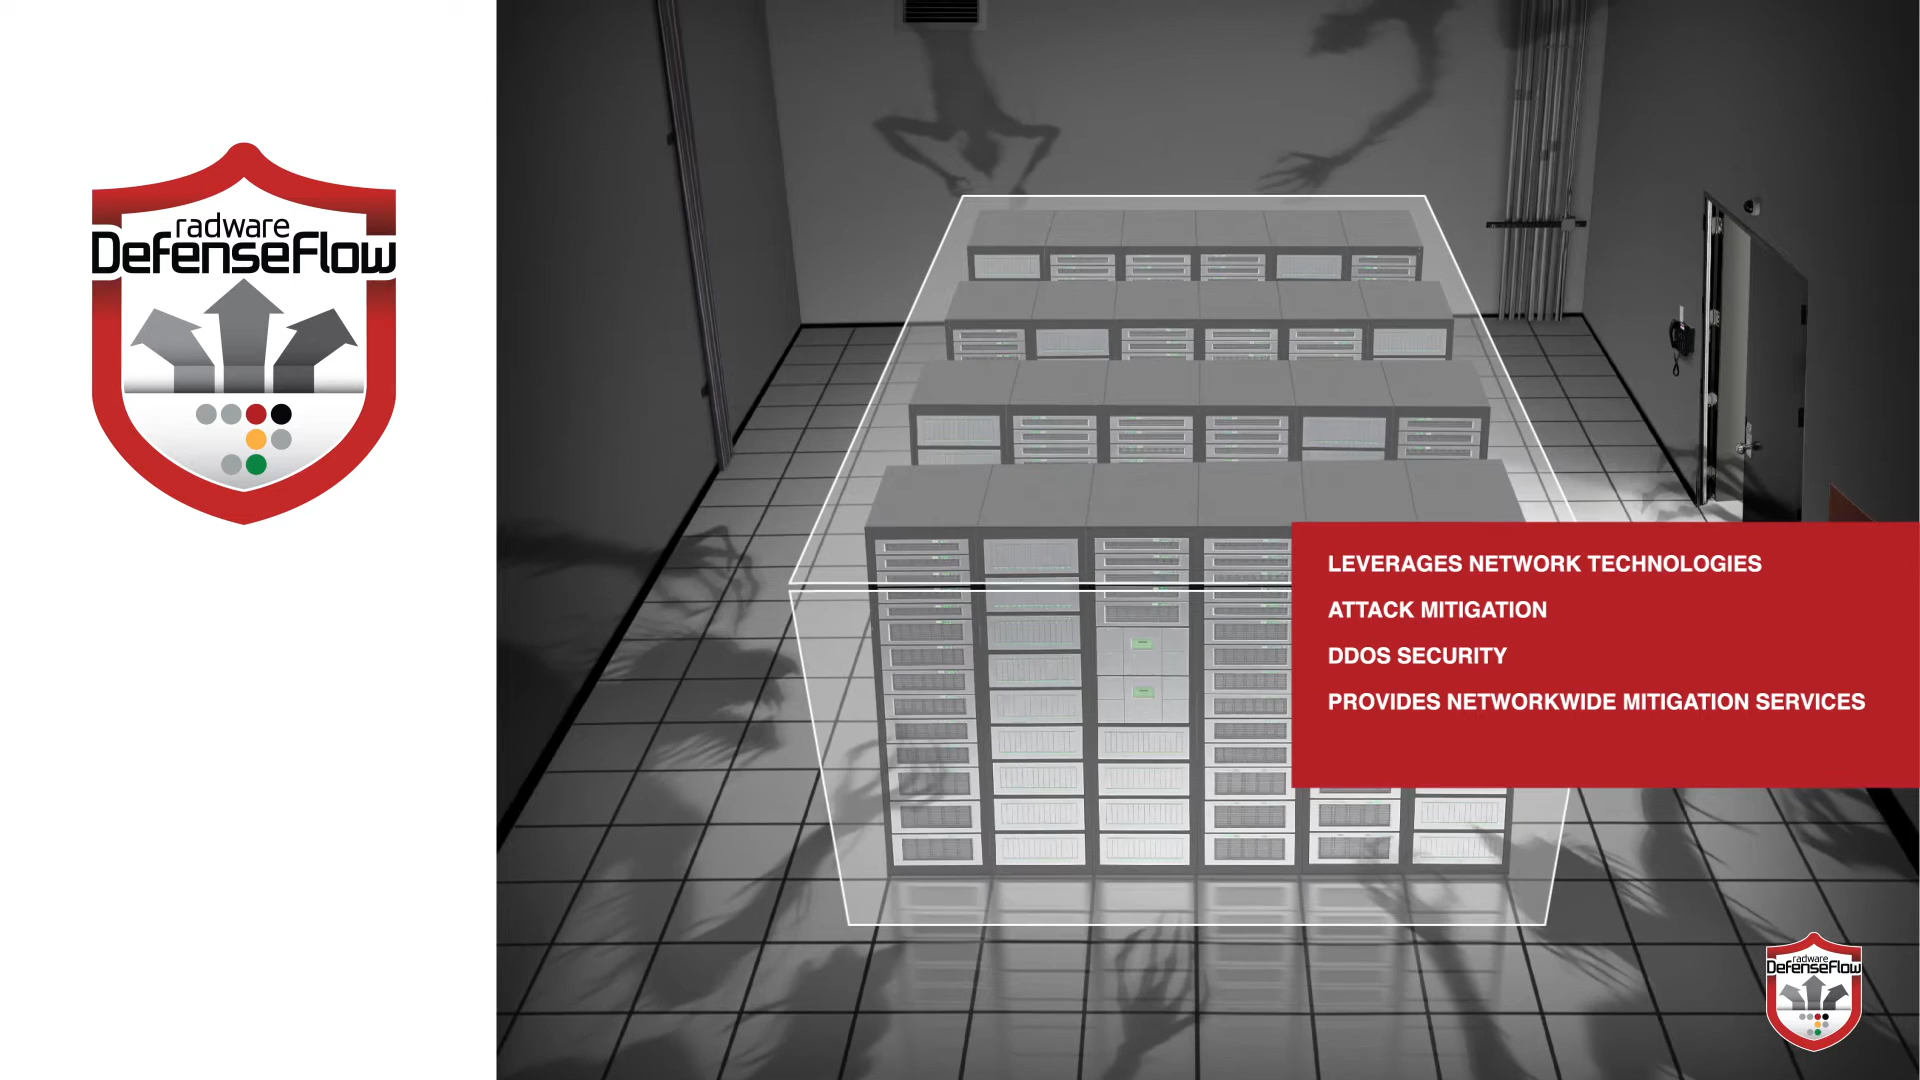 radware
DefenseFlow
LEVERAGES NETWORK TECHNOLOGIES
ATTACK MITIGATION
DDOS SECURITY
PROVIDES NETWORKWIDE MITIGATION SERVICES
radware
DefenseFlow